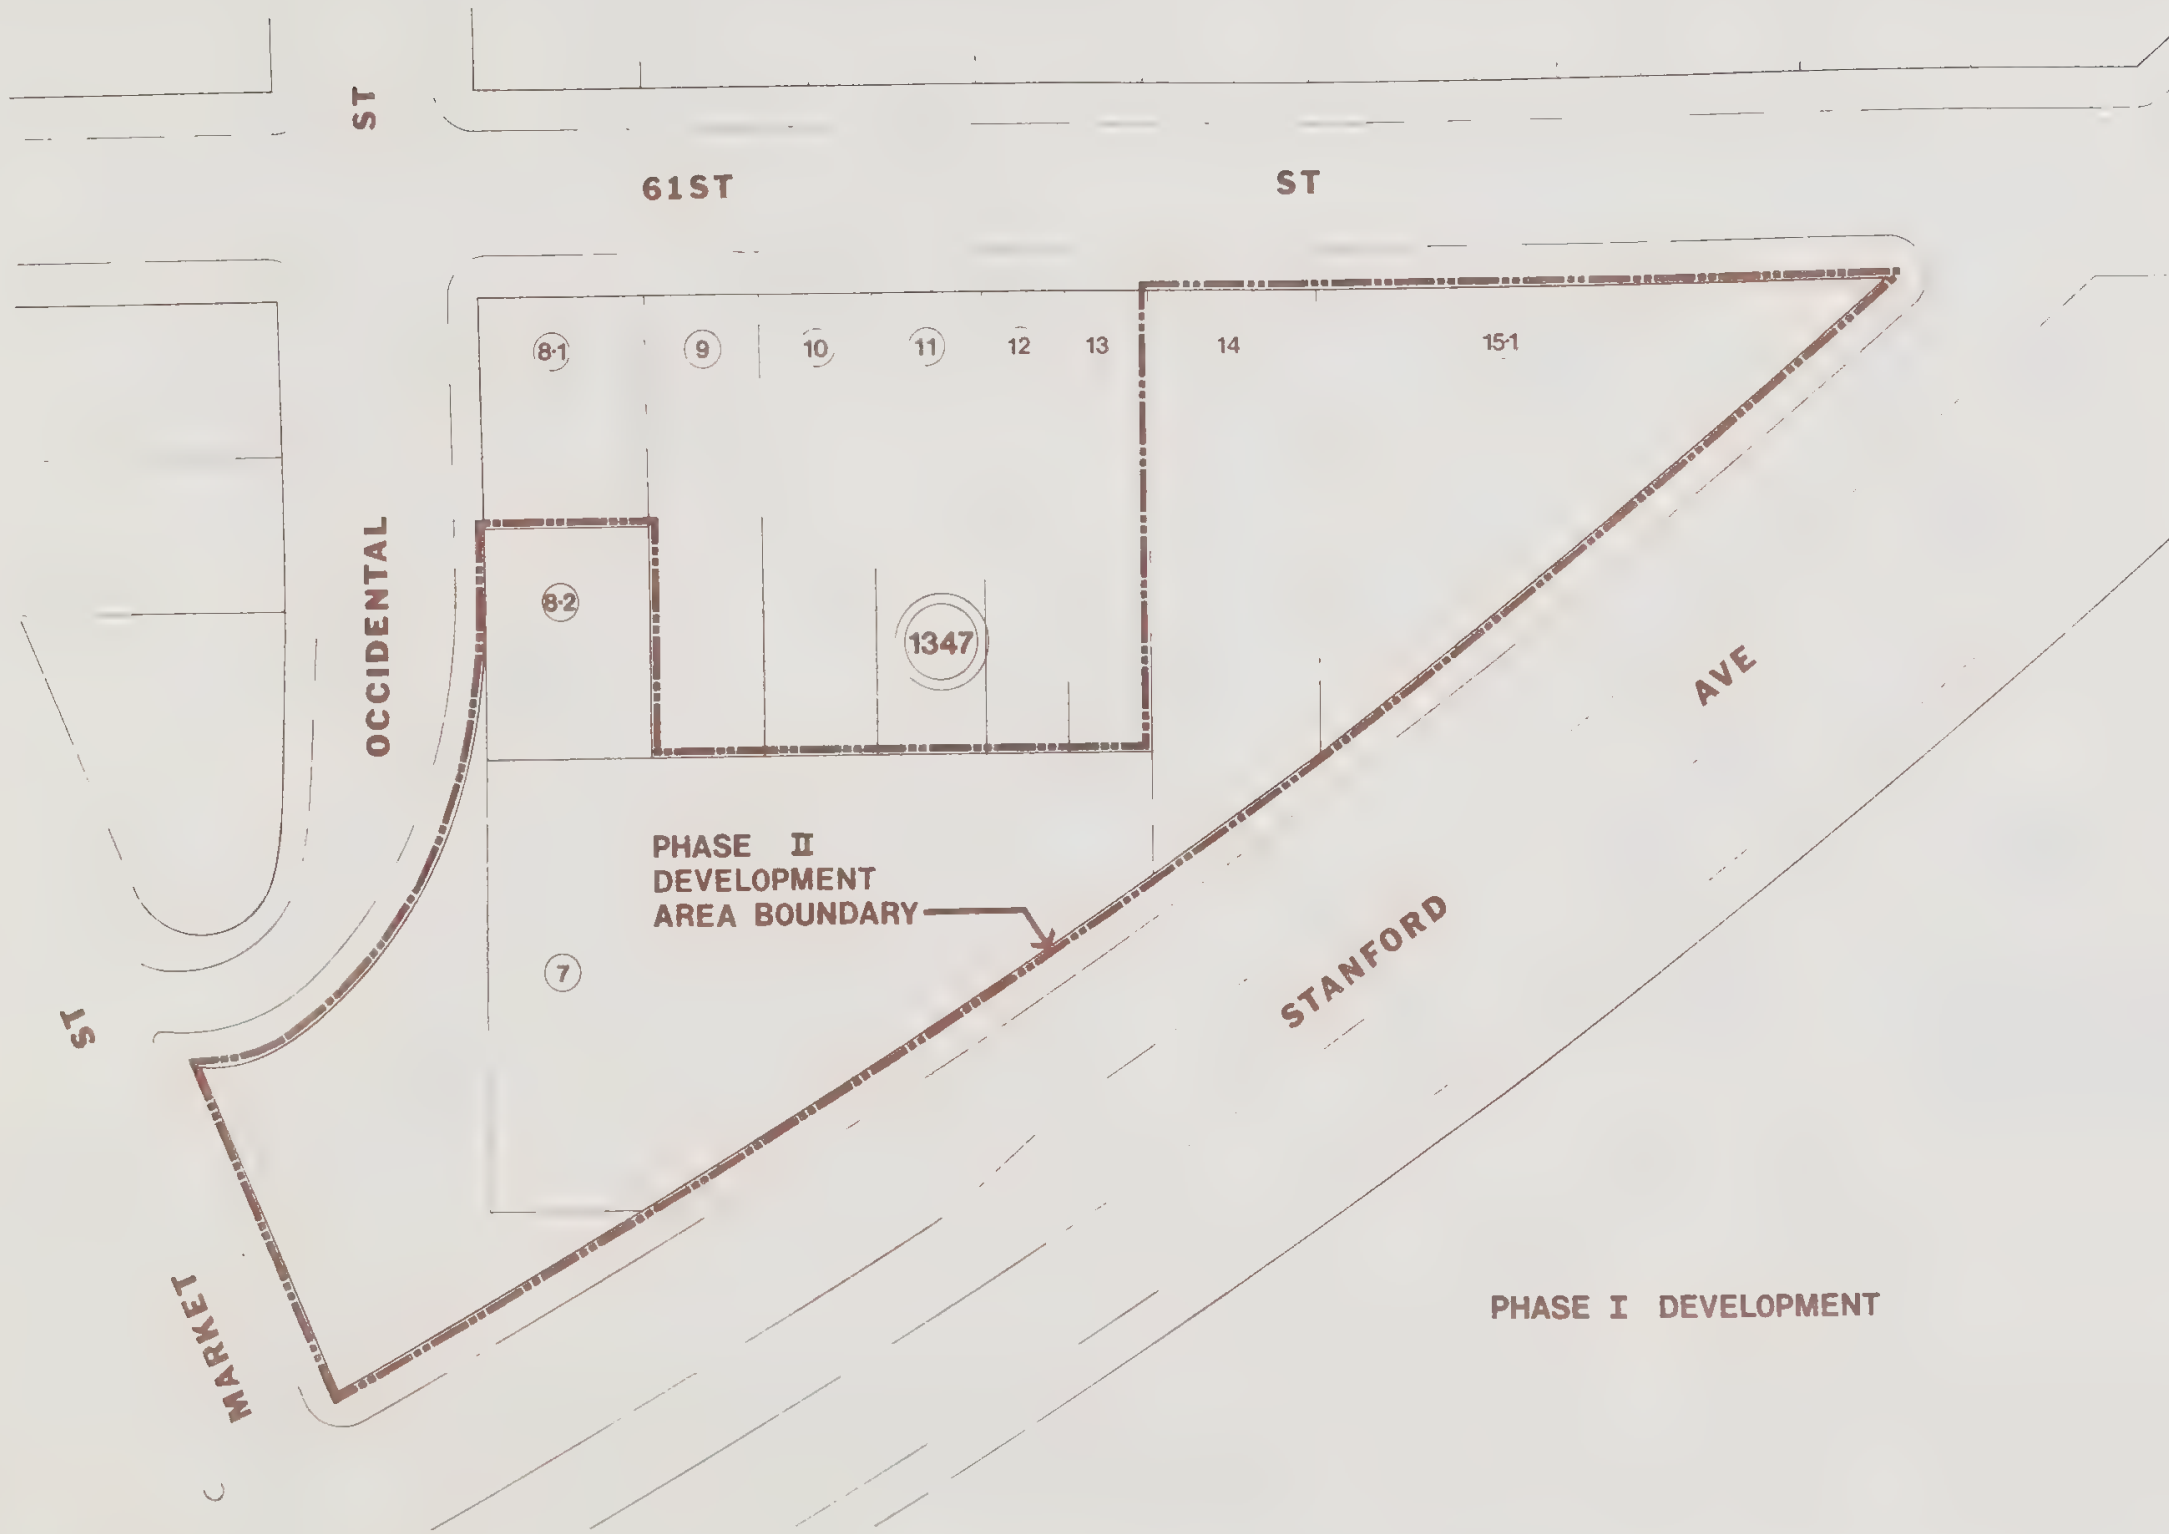 ST
61ST ST
8·1 9 10 11 12 13 14 15·1
OCCIDENTAL
8·2
1347
AVE
PHASE II
DEVELOPMENT
AREA BOUNDARY
STANFORD
7
ST
MARKET
PHASE I DEVELOPMENT